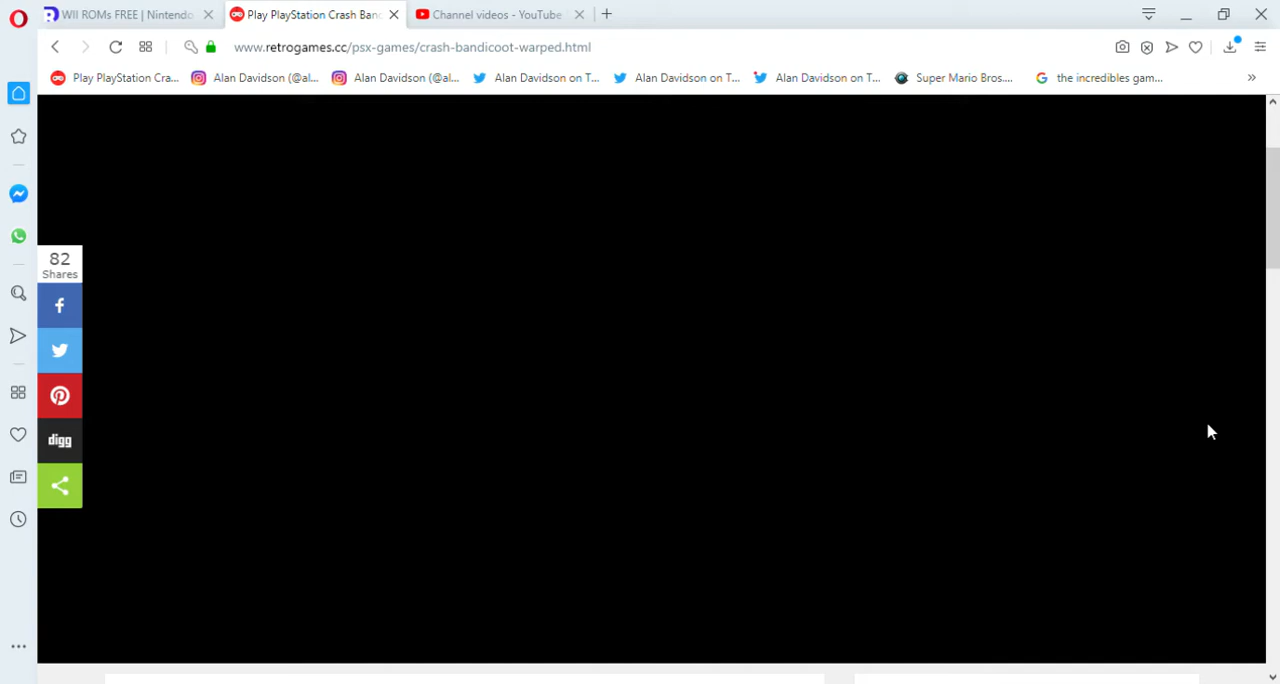 WII ROMs FREE | Nintendo
Play PlayStation Crash Ban
Channel videos - YouTube
www.retrogames.cc/psx-games/crash-bandicoot-warped.html
Play PlayStation Cra...
Alan Davidson (@al...
Alan Davidson (@al...
Alan Davidson on T...
Alan Davidson on T...
Alan Davidson on T...
Super Mario Bros....
the incredibles gam...
82
Shares
digg